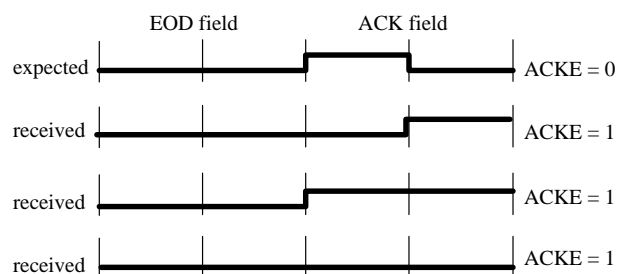 EOD field ACK field
expected ACKE = 0
received ACKE = 1
received ACKE = 1
received ACKE = 1